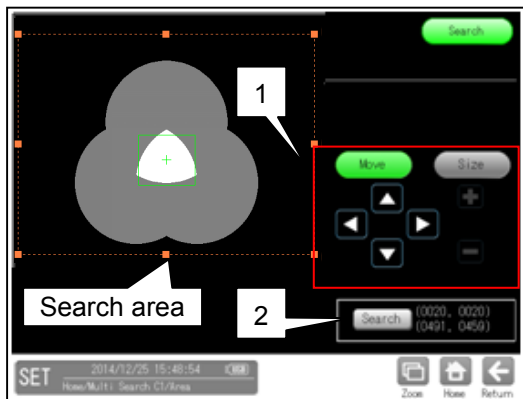 Search
1
Move
Size
Search area
2
Search
(0020, 0020)
(0491, 0459)
SET
2014/12/25 15:48:54
Home/Multi Search C1/Area
Zoom
Home
Return